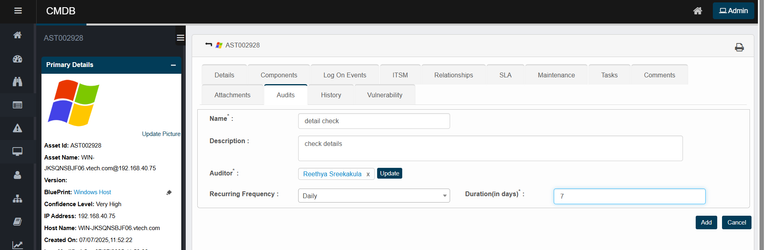 CMDB
Admin
AST002928
Primary Details
Update Picture
Asset Id: AST002928
Asset Name: WIN-
JKSQNSBJF06.vtech.com@192.168.40.75
Version:
BluePrint: Windows Host
Confidence Level: Very High
IP Address: 192.168.40.75
Host Name: WIN-JKSQNSBJF06.vtech.com
Created On: 07/07/2025,11:52:22
AST002928
Details Components Log On Events ITSM Relationships SLA Maintenance Tasks Comments
Attachments Audits History Vulnerability
Name* : detail check
Description : check details
Auditor* : Reethya Sreekakula x Update
Recurring Frequency : Daily Duration(in days)* : 7
Add Cancel